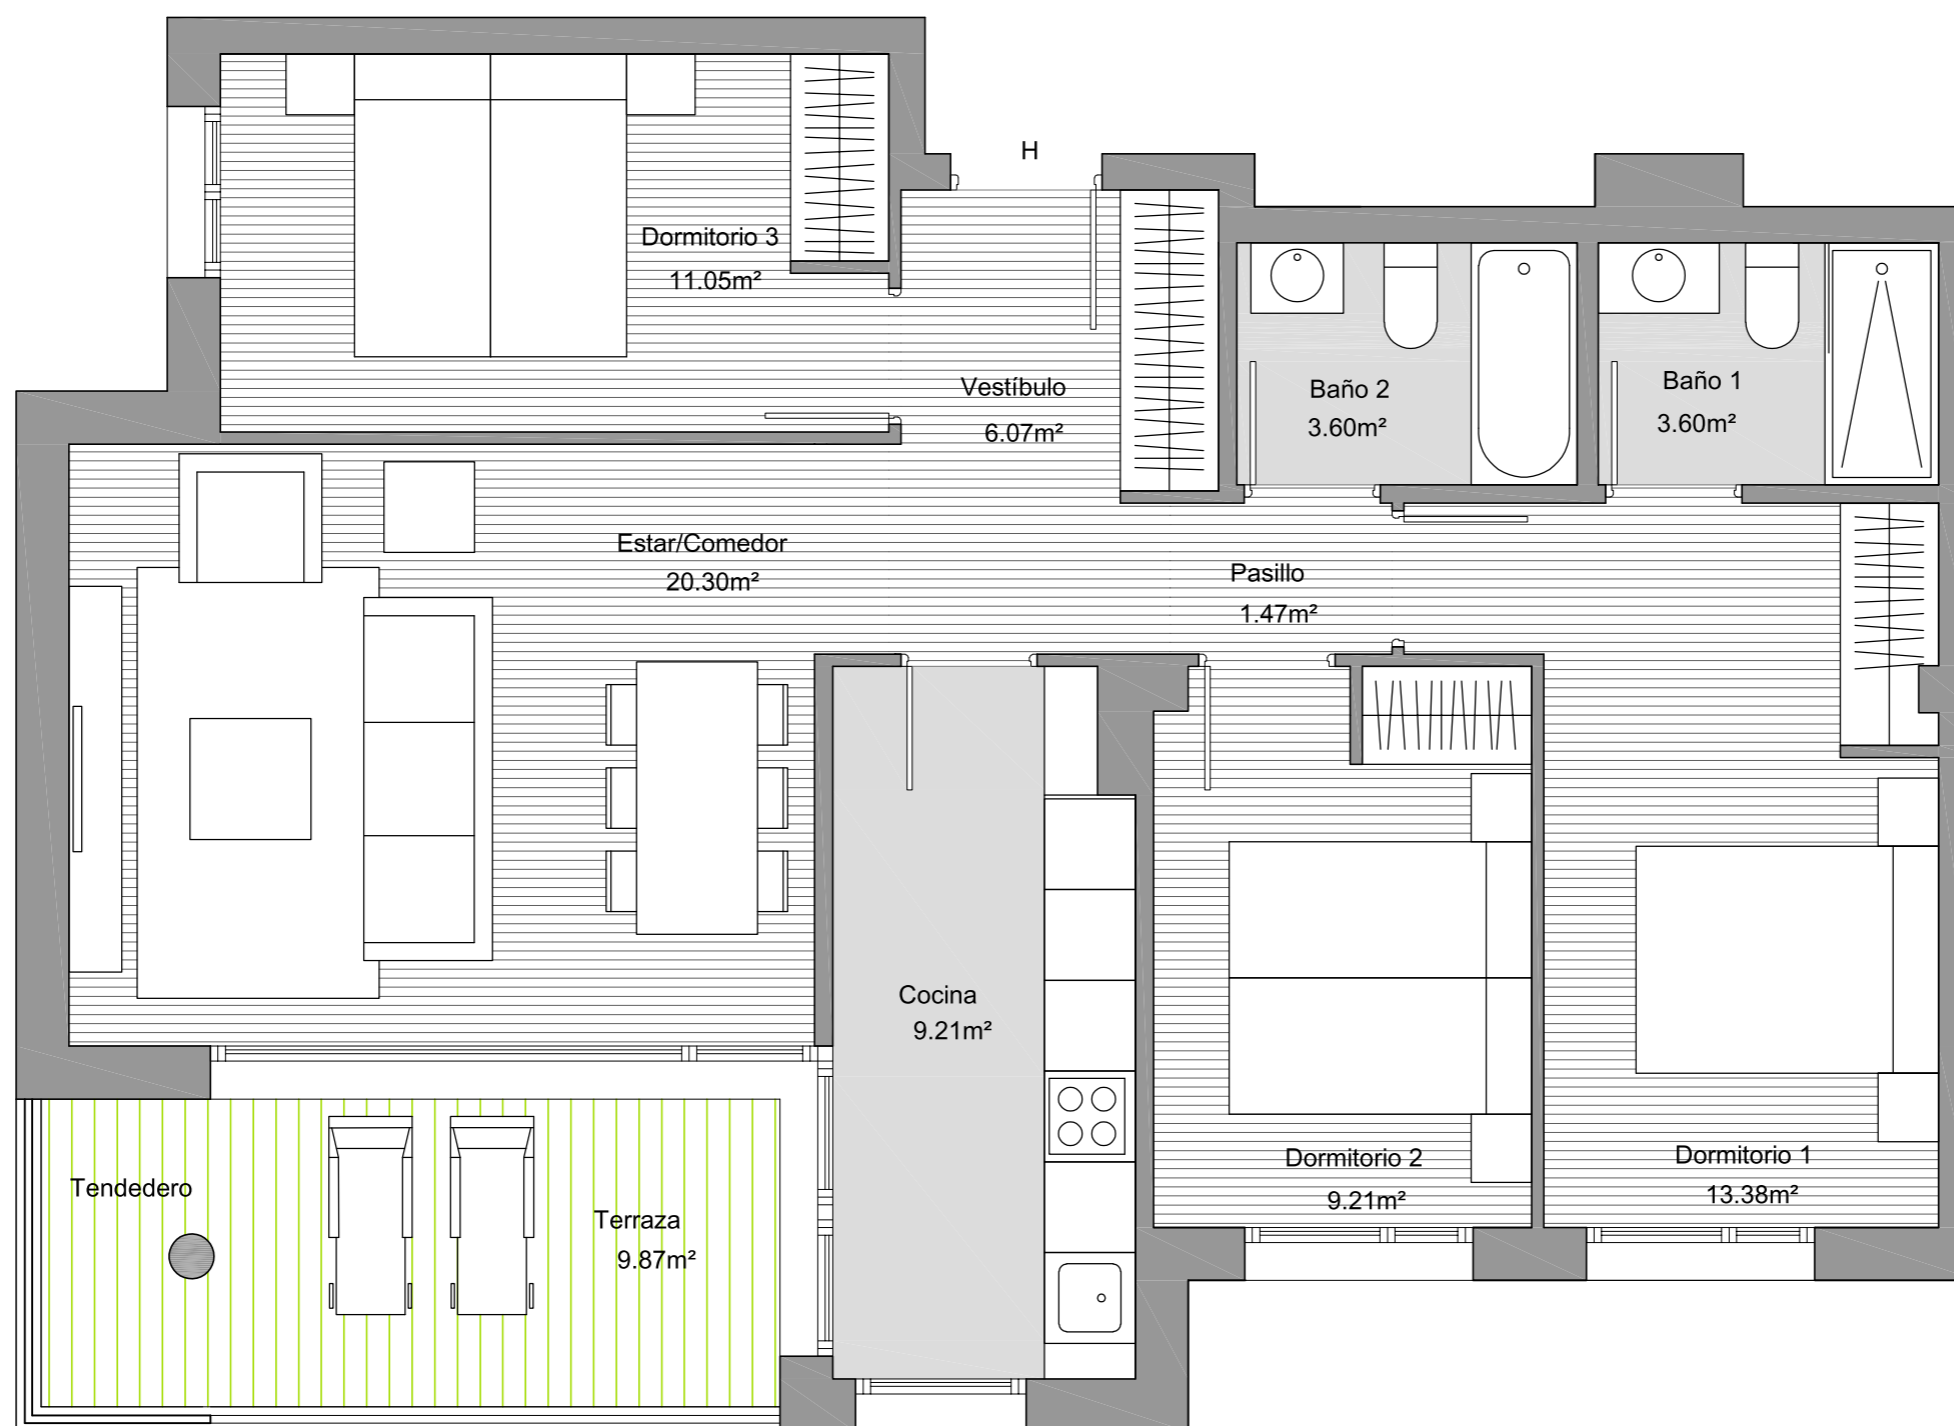 H
Dormitorio 3
11.05m²
Vestíbulo
6.07m²
Baño 2
3.60m²
Baño 1
3.60m²
Estar/Comedor
20.30m²
Pasillo
1.47m²
Cocina
9.21m²
Dormitorio 2
9.21m²
Dormitorio 1
13.38m²
Tendedero
Terraza
9.87m²